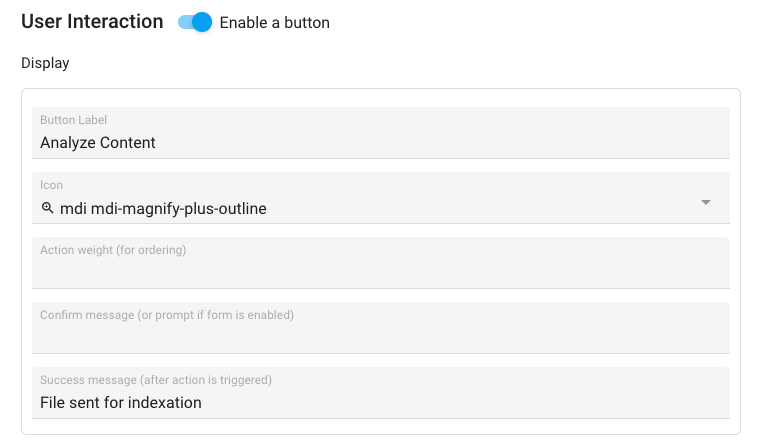 User Interaction Enable a button
Display
Button Label
Analyze Content
Icon
mdi mdi-magnify-plus-outline
Action weight (for ordering)
Confirm message (or prompt if form is enabled)
Success message (after action is triggered)
File sent for indexation